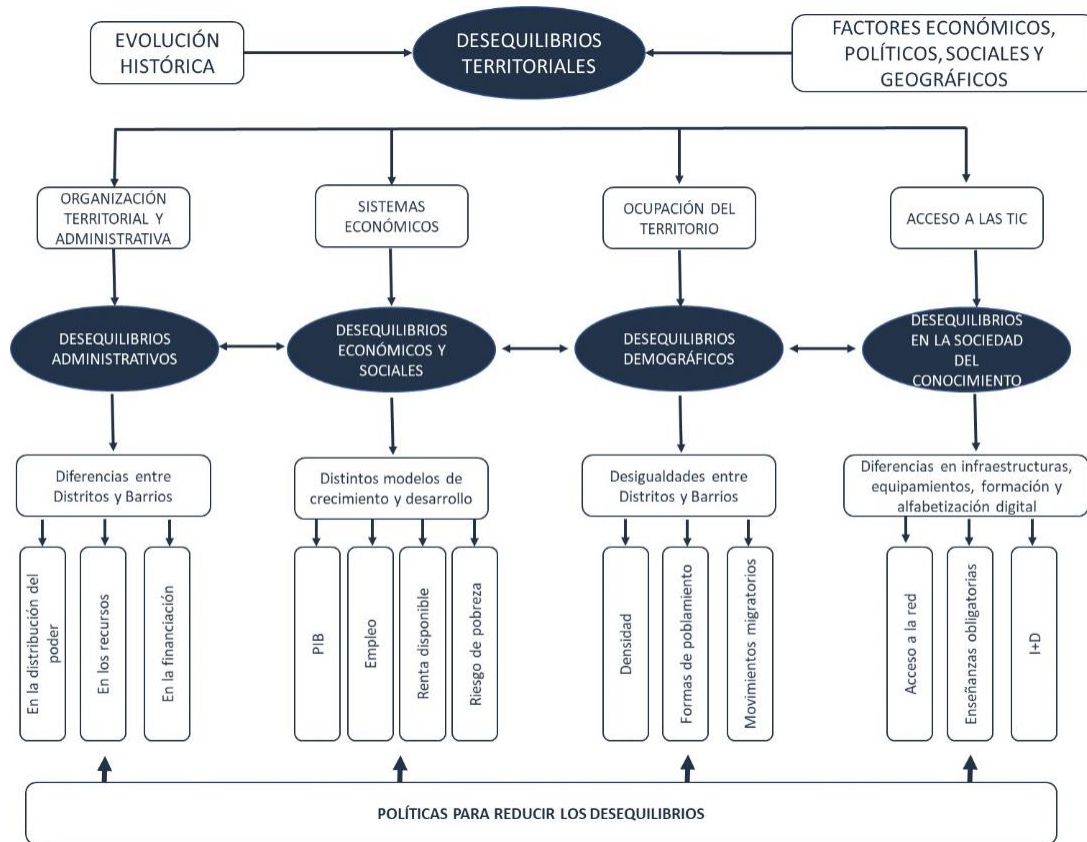 EVOLUCIÓN
HISTÓRICA
DESEQUILIBRIOS
TERRITORIALES
FACTORES ECONÓMICOS,
POLÍTICOS, SOCIALES Y
GEOGRÁFICOS
ORGANIZACIÓN
TERRITORIAL Y
ADMINISTRATIVA
SISTEMAS
ECONÓMICOS
OCUPACIÓN DEL
TERRITORIO
ACCESO A LAS TIC
DESEQUILIBRIOS
ADMINISTRATIVOS
DESEQUILIBRIOS
ECONÓMICOS Y
SOCIALES
DESEQUILIBRIOS
DEMOGRÁFICOS
DESEQUILIBRIOS
EN LA SOCIEDAD
DEL
CONOCIMIENTO
Diferencias entre
Distritos y Barrios
Distintos modelos de
crecimiento y desarrollo
Desigualdades entre
Distritos y Barrios
Diferencias en infraestructuras,
equipamientos, formación y
alfabetización digital
En la distribución del
poder
En los recursos
En la financiación
PIB
Empleo
Renta disponible
Riesgo de pobreza
Densidad
Formas de poblamiento
Movimientos migratorios
Acceso a la red
Enseñanzas obligatorias
I+D
POLÍTICAS PARA REDUCIR LOS DESEQUILIBRIOS